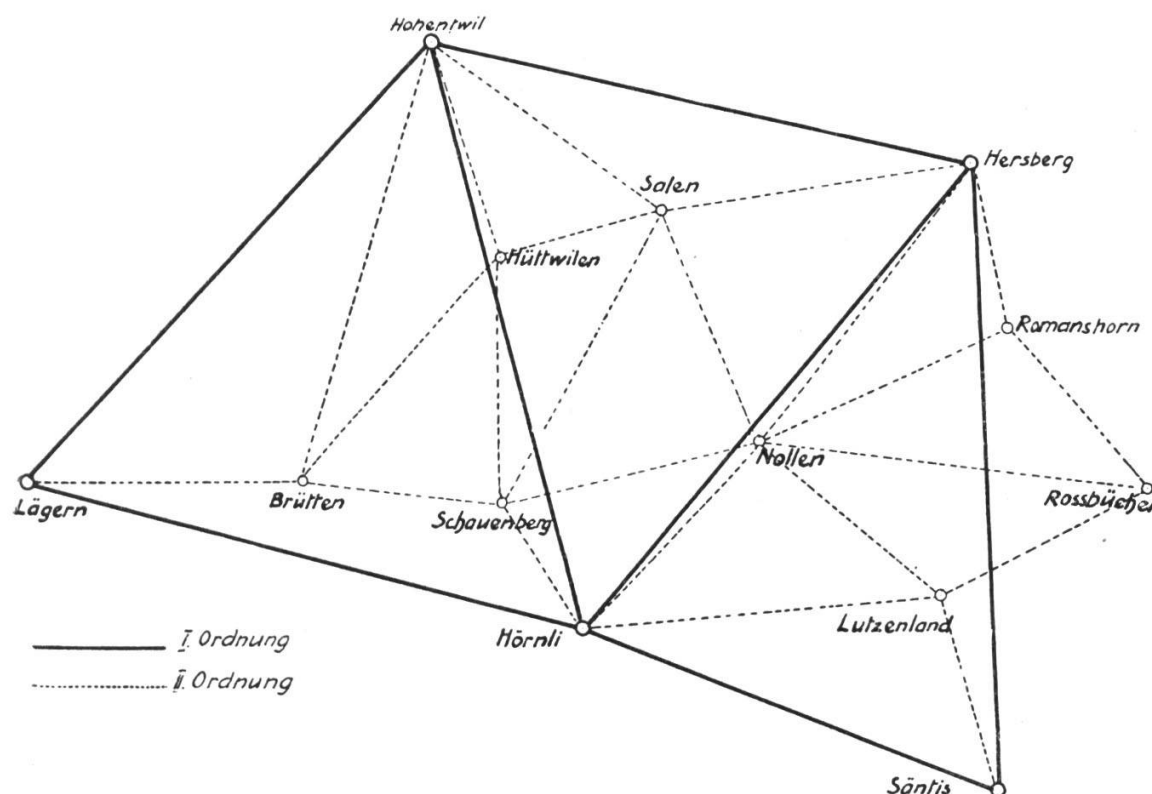 Hohentwil
Hersberg
Salen
Hüttwilen
Romanshorn
Nollen
Lägern
Brütten
Schauenberg
Rossbüchel
Hörnli
Lutzenland
I. Ordnung
II. Ordnung
Säntis